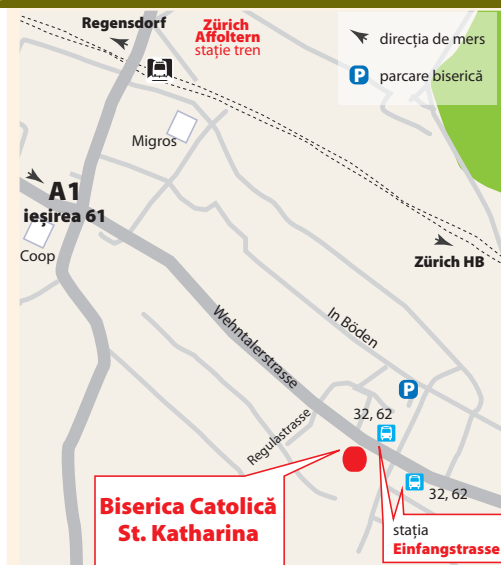 Regensdorf
Zürich
Affoltern
stație tren
direcția de mers
P parcare biserică
Migros
A1
ieșirea 61
Coop
Zürich HB
In Böden
Wehntalerstrasse
P
32, 62
Regulastrasse
32, 62
Biserica Catolică
St. Katharina
stația
Einfangstrasse